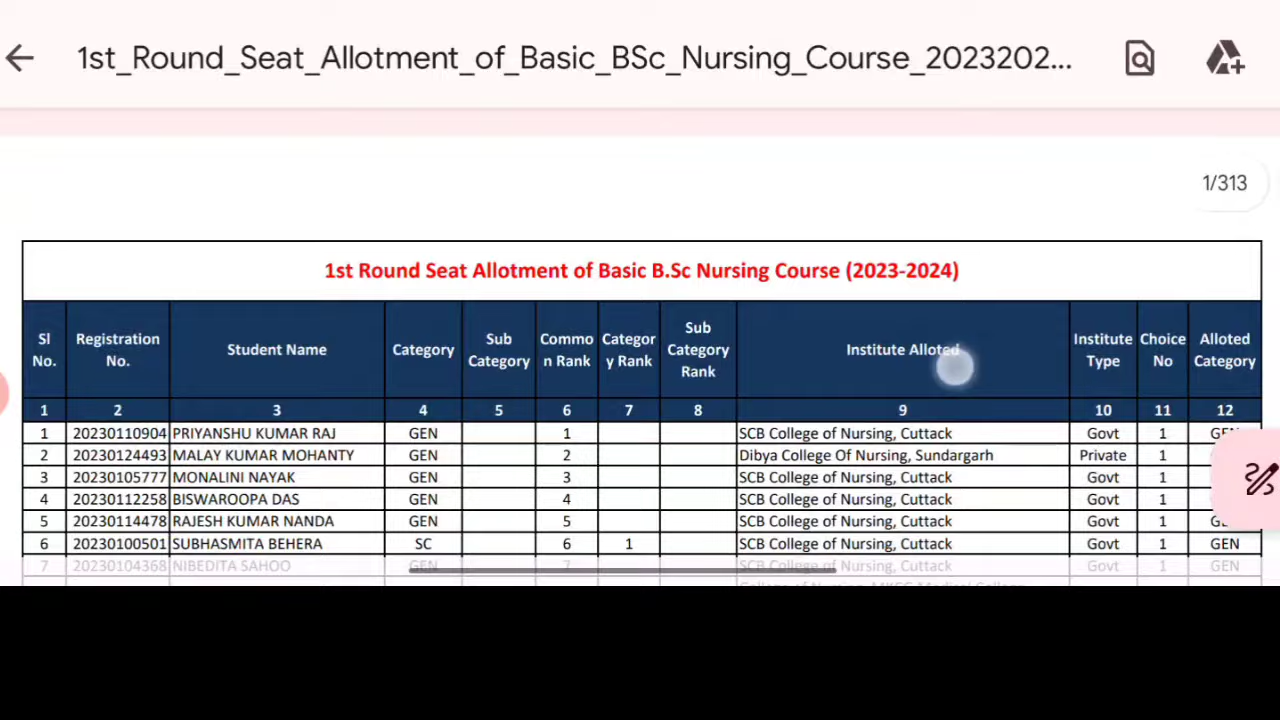 1st_Round_Seat_Allotment_of_Basic_BSc_Nursing_Course_2023202...
1/313
1st Round Seat Allotment of Basic B.Sc Nursing Course (2023-2024)
Sl No. Registration No. Student Name Category Sub Category Commo n Rank Categor y Rank Sub Category Rank Institute Alloted Institute Type Choice No Alloted Category
1 2 3 4 5 6 7 8 9 10 11 12
1 20230110904 PRIYANSHU KUMAR RAJ GEN 1 SCB College of Nursing, Cuttack Govt 1
2 20230124493 MALAY KUMAR MOHANTY GEN 2 Dibya College Of Nursing, Sundargarh Private 1
3 20230105777 MONALINI NAYAK GEN 3 SCB College of Nursing, Cuttack Govt 1
4 20230112258 BISWAROOPA DAS GEN 4 SCB College of Nursing, Cuttack Govt 1
5 20230114478 RAJESH KUMAR NANDA GEN 5 SCB College of Nursing, Cuttack Govt 1
6 20230100501 SUBHASMITA BEHERA SC 6 1 SCB College of Nursing, Cuttack Govt 1 GEN
7 20230104368 NIBEDITA SAHOO GEN 7 SCB College of Nursing, Cuttack Govt 1 GEN